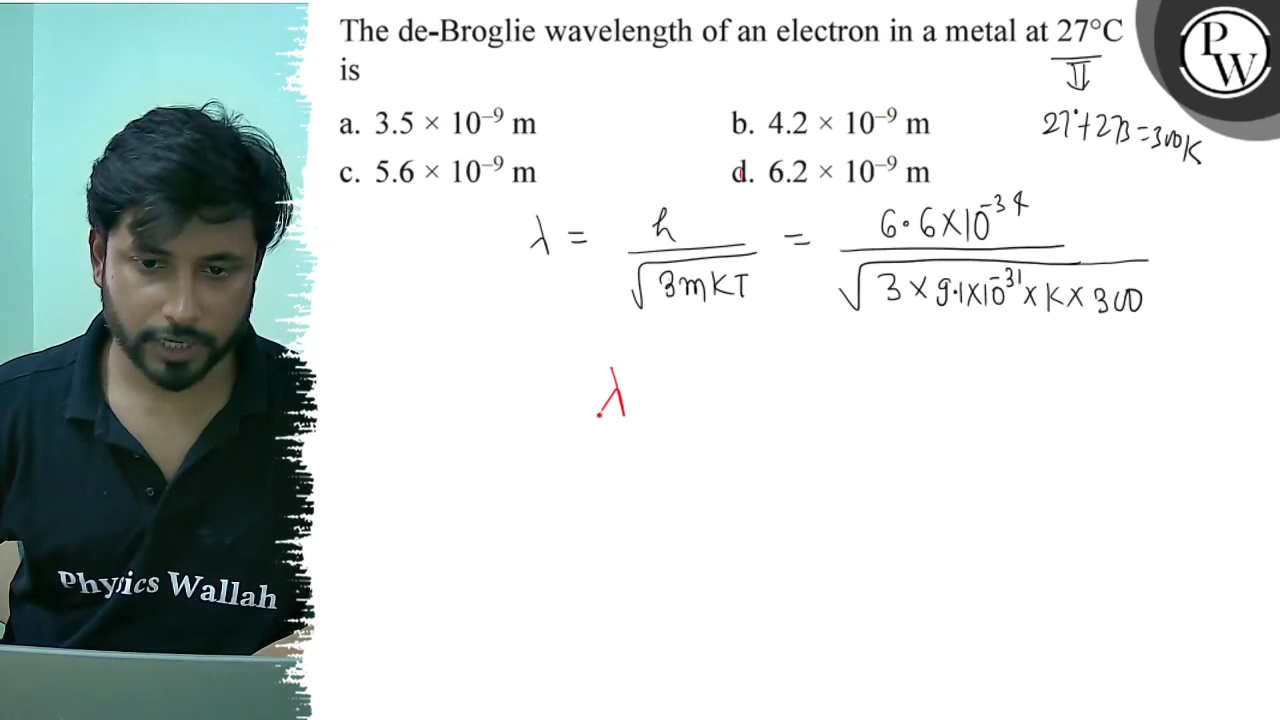 The de-Broglie wavelength of an electron in a metal at 27°C
is
a. 3.5 × 10⁻⁹ m
b. 4.2 × 10⁻⁹ m
c. 5.6 × 10⁻⁹ m
d. 6.2 × 10⁻⁹ m
27°+273=300K
λ = h / √3mKT = 6.6×10⁻³⁴ / √3×9.1×10⁻³¹×K×300
λ
PW
Physics Wallah